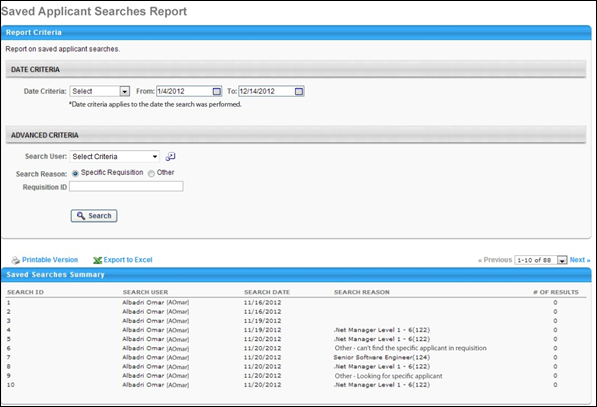 Saved Applicant Searches Report
Report Criteria
Report on saved applicant searches.
DATE CRITERIA
Date Criteria: Select From: 1/4/2012 To: 12/14/2012
*Date criteria applies to the date the search was performed.
ADVANCED CRITERIA
Search User: Select Criteria
Search Reason: Specific Requisition Other
Requisition ID
Search
Printable Version Export to Excel « Previous 1-10 of 88 Next »
Saved Searches Summary
SEARCH ID SEARCH USER SEARCH DATE SEARCH REASON # OF RESULTS
1 Albadri Omar (AOmar) 11/16/2012 0
2 Albadri Omar (AOmar) 11/16/2012 0
3 Albadri Omar (AOmar) 11/19/2012 0
4 Albadri Omar (AOmar) 11/19/2012 .Net Manager Level 1 - 6(122) 0
5 Albadri Omar (AOmar) 11/20/2012 .Net Manager Level 1 - 6(122) 0
6 Albadri Omar (AOmar) 11/20/2012 Other - can't find the specific applicant in requisition 0
7 Albadri Omar (AOmar) 11/20/2012 Senior Software Engineer(124) 0
8 Albadri Omar (AOmar) 11/20/2012 .Net Manager Level 1 - 6(122) 0
9 Albadri Omar (AOmar) 11/20/2012 Other - Looking for specific applicant 0
10 Albadri Omar (AOmar) 11/20/2012 .Net Manager Level 1 - 6(122) 0